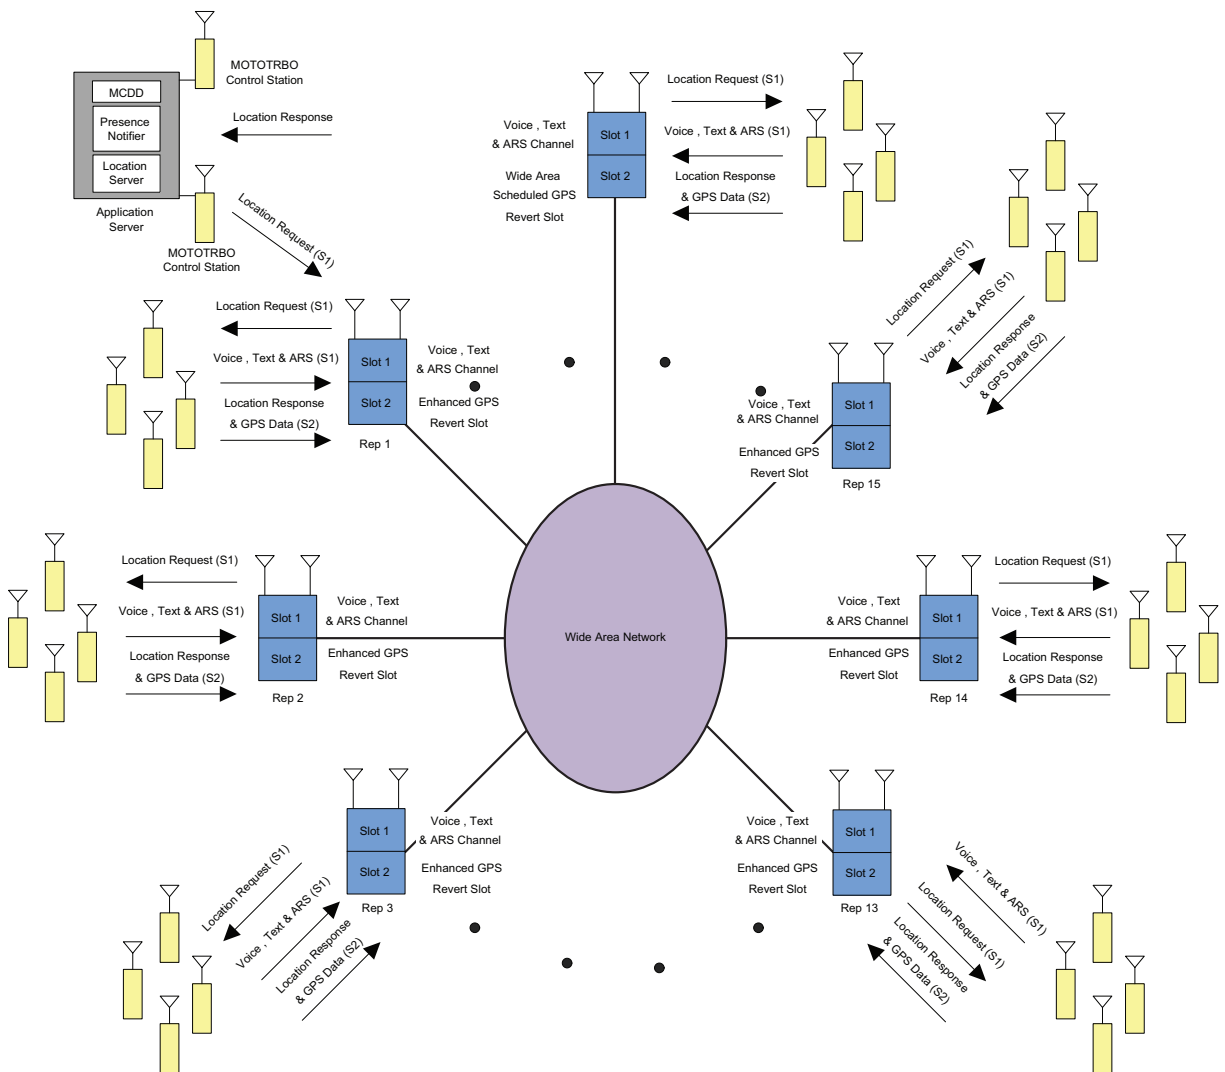 MOTOTRBO
Control Station
MCDD
Presence
Notifier
Location
Server
Application
Server
Location Response
MOTOTRBO
Control Station
Location Request (S1)
Voice , Text
& ARS Channel
Wide Area
Scheduled GPS
Revert Slot
Slot 1
Slot 2
Location Request (S1)
Voice , Text & ARS (S1)
Location Response
& GPS Data (S2)
Location Request (S1)
Voice , Text & ARS (S1)
Location Response
& GPS Data (S2)
Slot 1
Slot 2
Rep 1
Voice , Text
& ARS Channel
Enhanced GPS
Revert Slot
Voice , Text
& ARS Channel
Enhanced GPS
Revert Slot
Slot 1
Slot 2
Rep 15
Location Request (S1)
Voice , Text & ARS (S1)
Location Response
& GPS Data (S2)
Location Request (S1)
Voice , Text & ARS (S1)
Location Response
& GPS Data (S2)
Slot 1
Slot 2
Rep 2
Voice , Text
& ARS Channel
Enhanced GPS
Revert Slot
Wide Area Network
Voice , Text
& ARS Channel
Enhanced GPS
Revert Slot
Slot 1
Slot 2
Rep 14
Location Request (S1)
Voice , Text & ARS (S1)
Location Response
& GPS Data (S2)
Location Request (S1)
Voice , Text & ARS (S1)
Location Response
& GPS Data (S2)
Slot 1
Slot 2
Rep 3
Voice , Text
& ARS Channel
Enhanced GPS
Revert Slot
Voice , Text
& ARS Channel
Enhanced GPS
Revert Slot
Slot 1
Slot 2
Rep 13
Voice , Text & ARS (S1)
Location Request (S1)
Location Response
& GPS Data (S2)